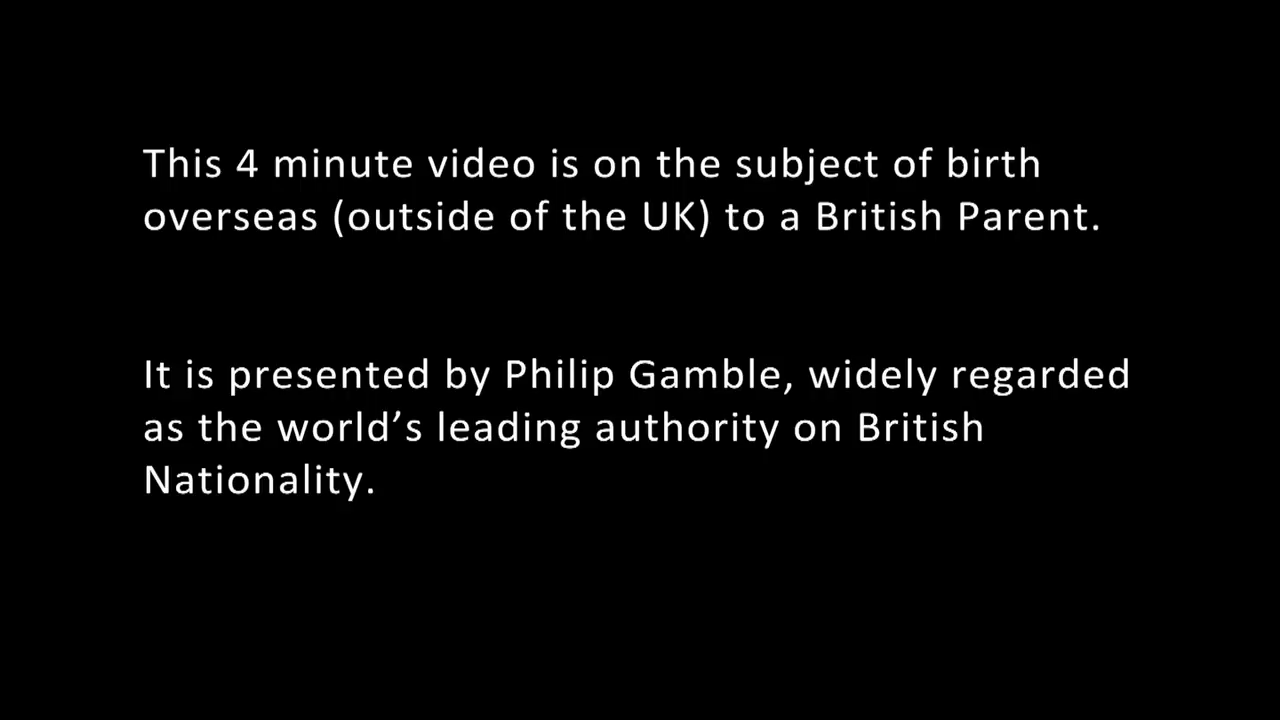 This 4 minute video is on the subject of birth
overseas (outside of the UK) to a British Parent.
It is presented by Philip Gamble, widely regarded
as the world’s leading authority on British
Nationality.